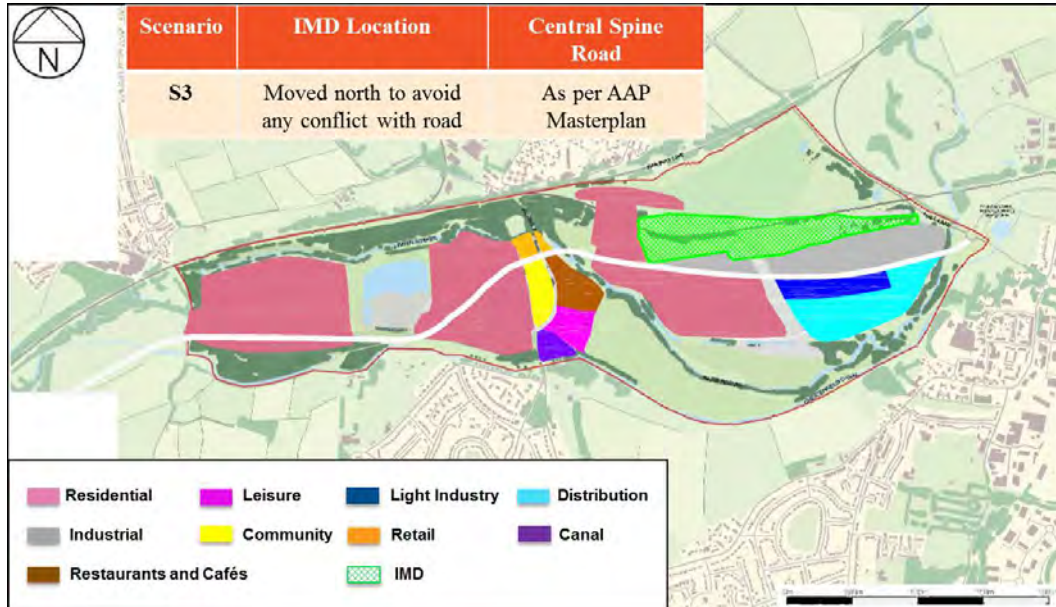 N
Scenario IMD Location Central Spine
Road
S3 Moved north to avoid As per AAP
any conflict with road Masterplan
Residential Leisure Light Industry Distribution
Industrial Community Retail Canal
Restaurants and Cafés IMD